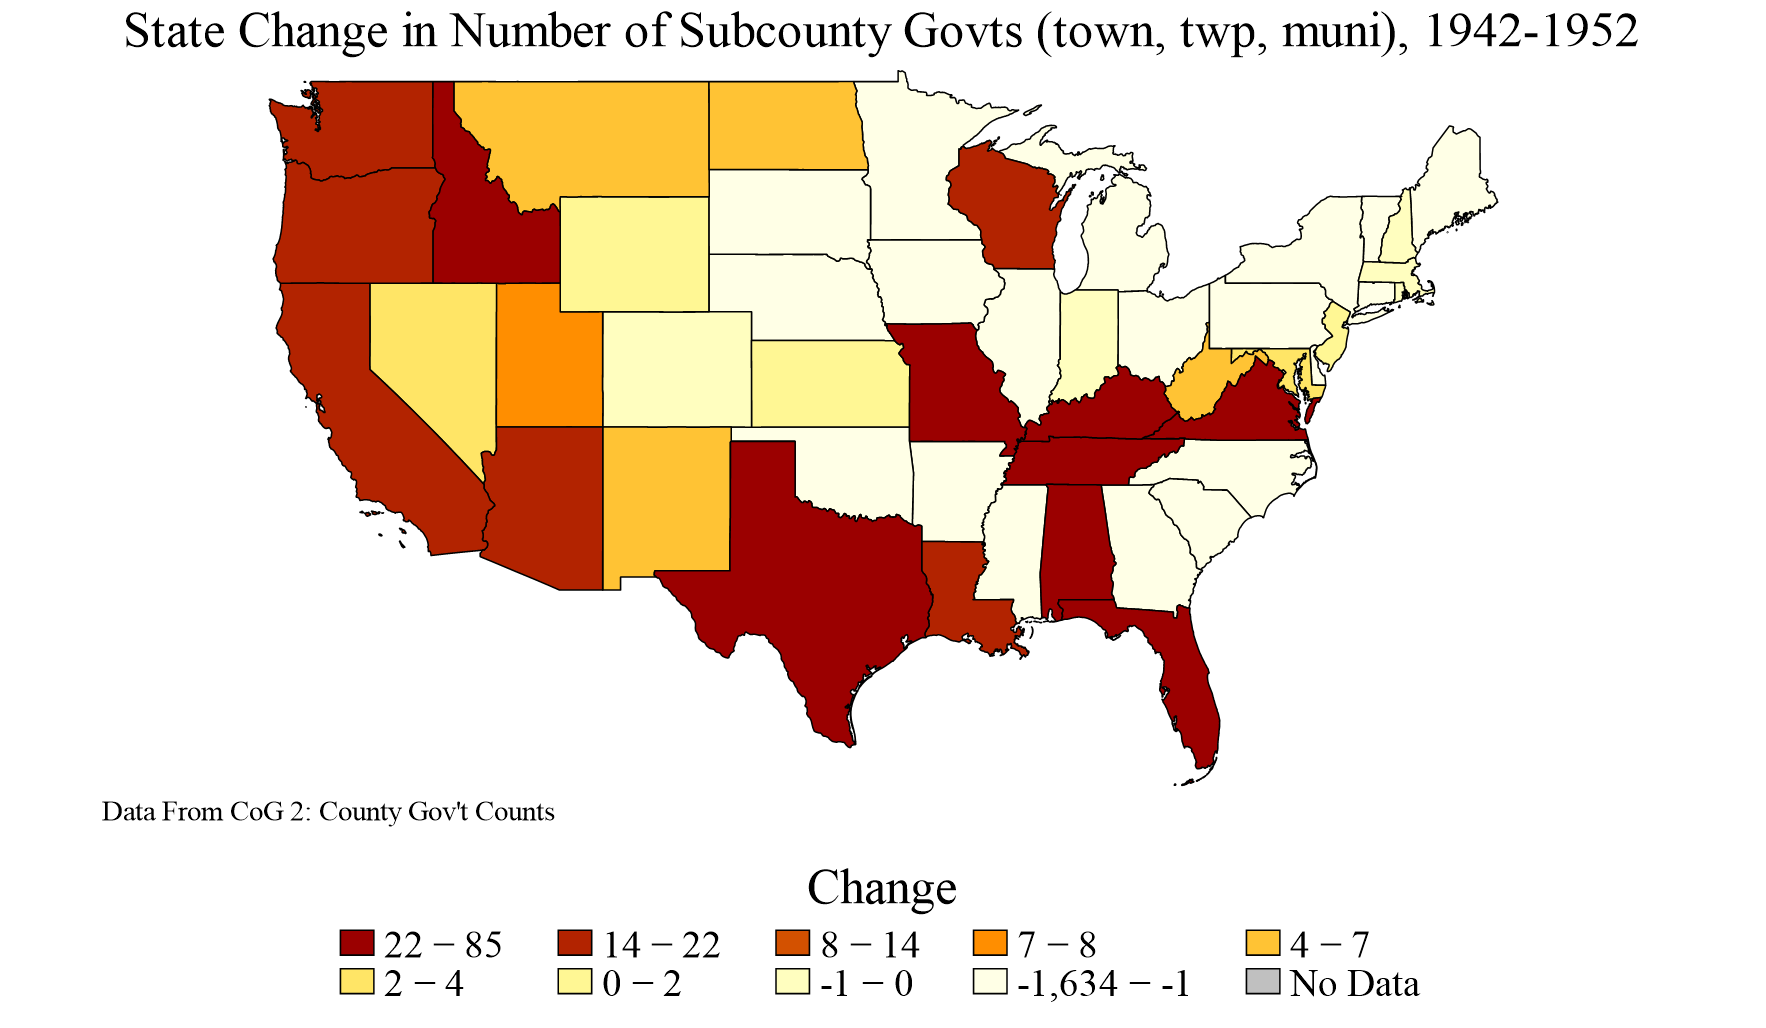 State Change in Number of Subcounty Govts (town, twp, muni), 1942-1952
Data From CoG 2: County Gov't Counts
Change
22 − 85 14 − 22 8 − 14 7 − 8 4 − 7
2 − 4 0 − 2 -1 − 0 -1,634 − -1 No Data